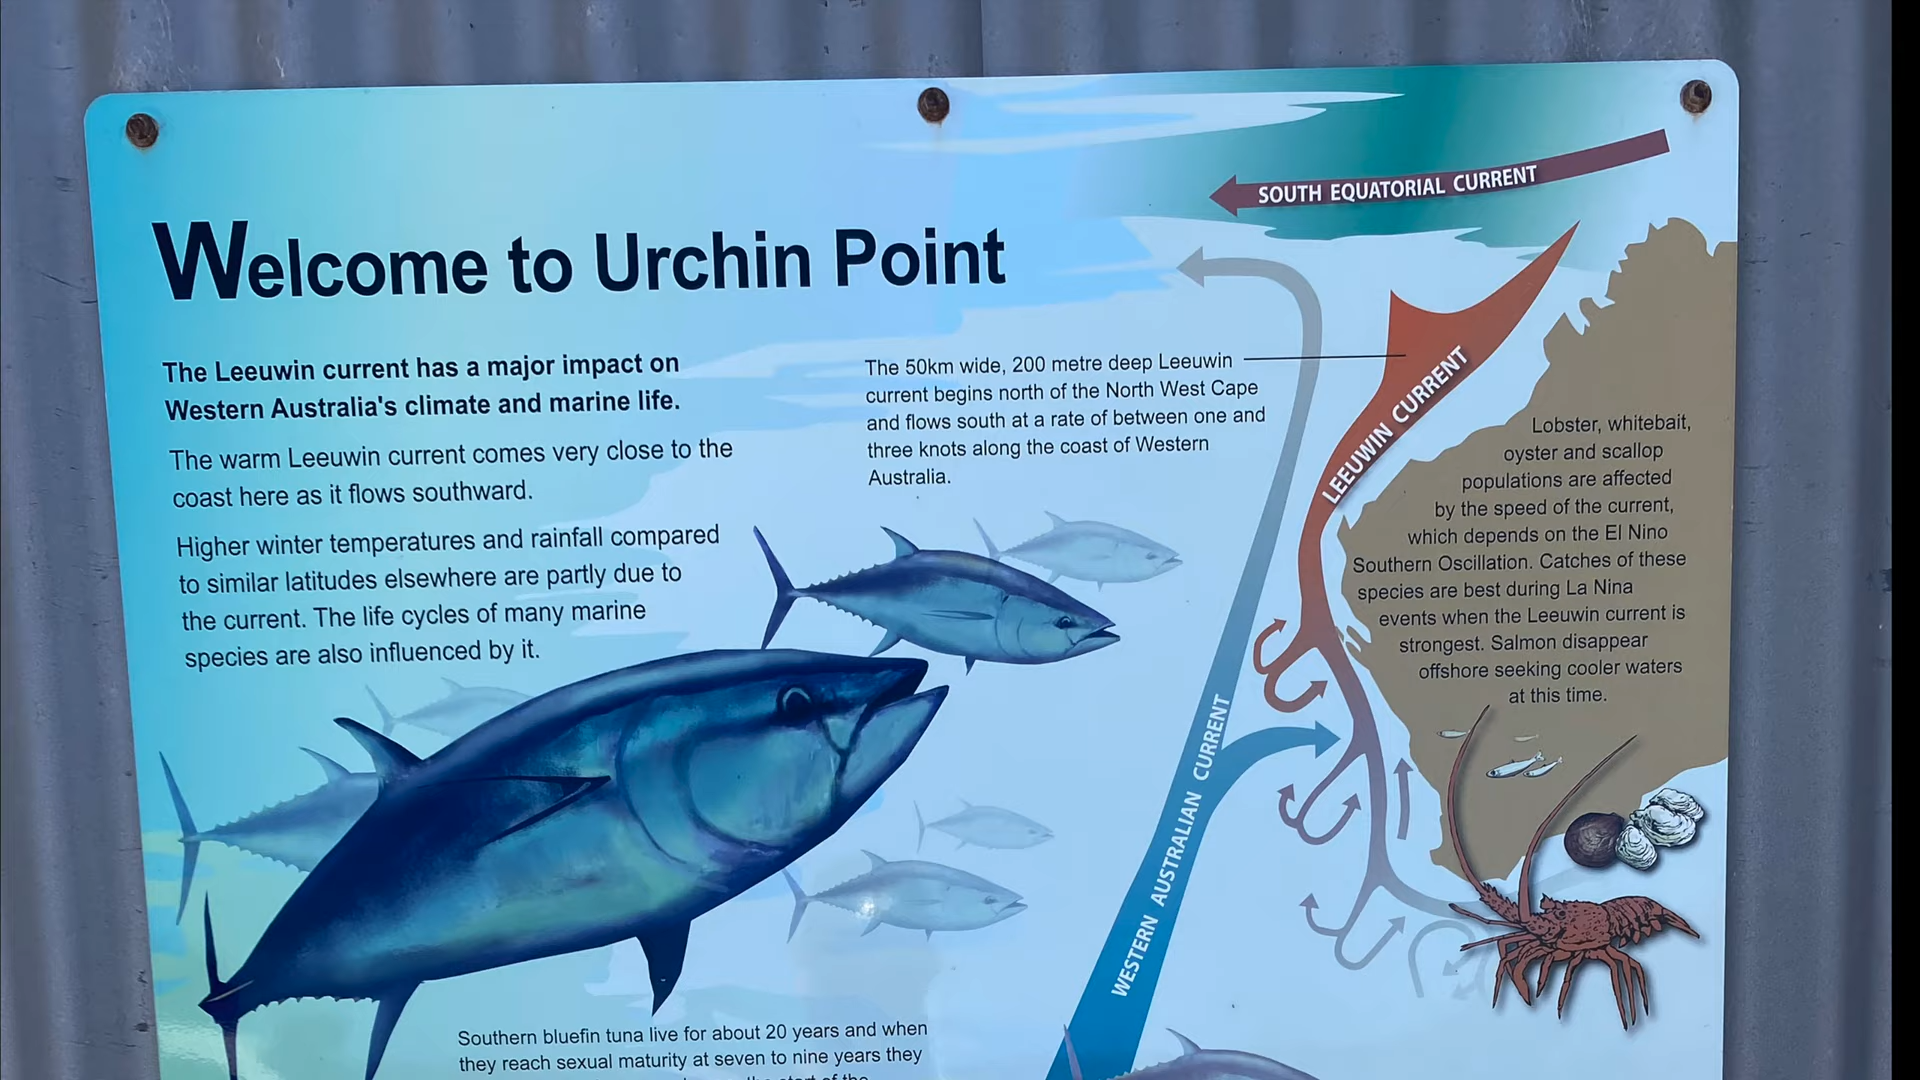 Welcome to Urchin Point
The Leeuwin current has a major impact on
Western Australia's climate and marine life.
The warm Leeuwin current comes very close to the
coast here as it flows southward.
Higher winter temperatures and rainfall compared
to similar latitudes elsewhere are partly due to
the current. The life cycles of many marine
species are also influenced by it.
The 50km wide, 200 metre deep Leeuwin
current begins north of the North West Cape
and flows south at a rate of between one and
three knots along the coast of Western
Australia.
SOUTH EQUATORIAL CURRENT
LEEUWIN CURRENT
Lobster, whitebait,
oyster and scallop
populations are affected
by the speed of the current,
which depends on the El Nino
Southern Oscillation. Catches of these
species are best during La Nina
events when the Leeuwin current is
strongest. Salmon disappear
offshore seeking cooler waters
at this time.
WESTERN AUSTRALIAN CURRENT
Southern bluefin tuna live for about 20 years and when
they reach sexual maturity at seven to nine years they
the start of the